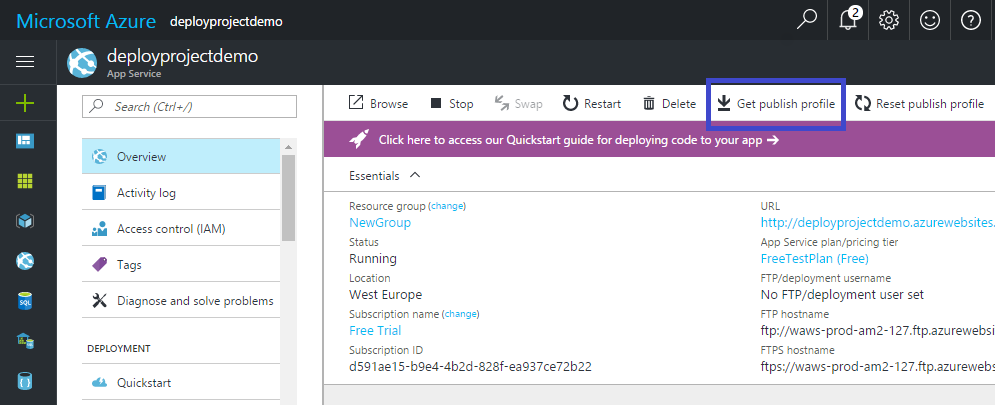 Microsoft Azure deployprojectdemo
2
deployprojectdemo
App Service
Search (Ctrl+/)
Overview
Activity log
Access control (IAM)
Tags
Diagnose and solve problems
DEPLOYMENT
Quickstart
Browse Stop Swap Restart Delete Get publish profile Reset publish profile
Click here to access our Quickstart guide for deploying code to your app →
Essentials
Resource group (change)
NewGroup
Status
Running
Location
West Europe
Subscription name (change)
Free Trial
Subscription ID
d591ae15-b9e4-4b2d-828f-ea937ce72b22
URL
http://deployprojectdemo.azurewebsites.
App Service plan/pricing tier
FreeTestPlan (Free)
FTP/deployment username
No FTP/deployment user set
FTP hostname
ftp://waws-prod-am2-127.ftp.azurewebsi
FTPS hostname
ftps://waws-prod-am2-127.ftp.azurewebs
SQL